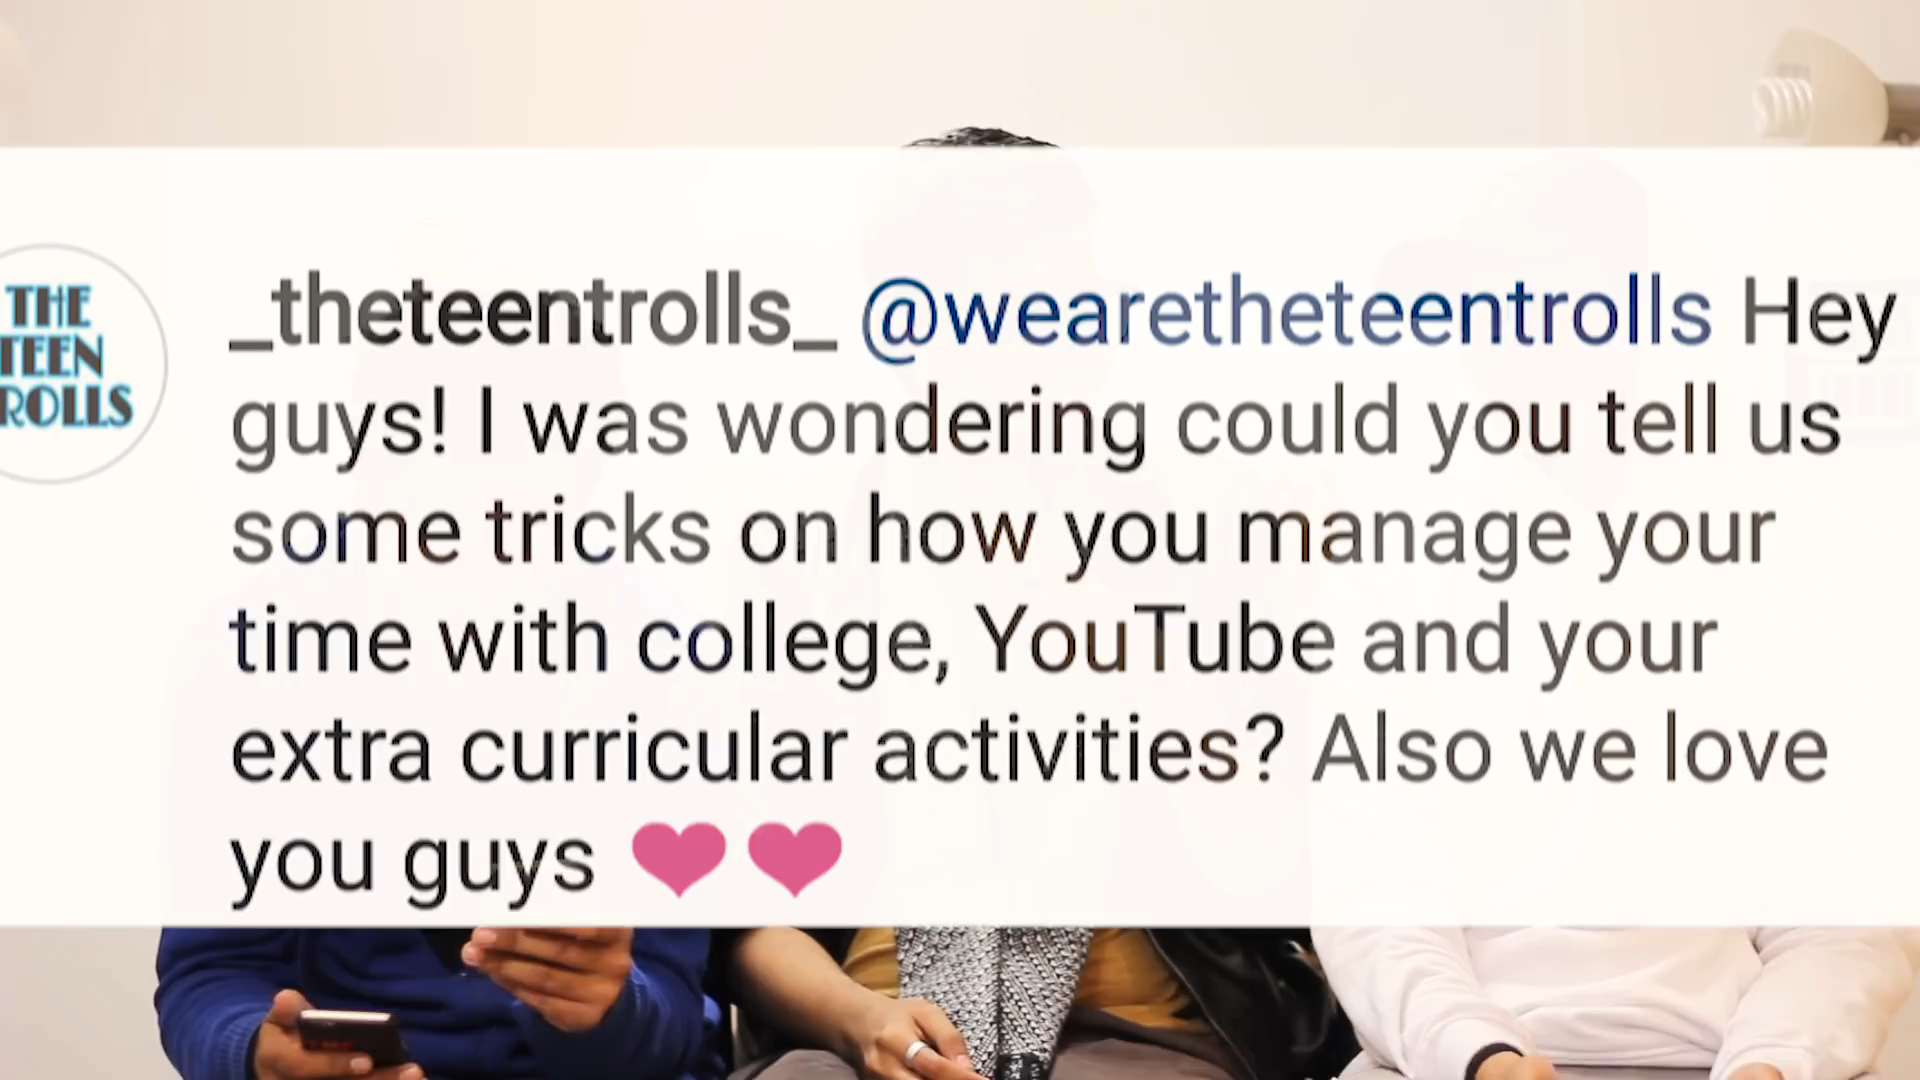 THE
TEEN
ROLLS
_theteentrolls_ @wearetheteentrolls Hey
guys! I was wondering could you tell us
some tricks on how you manage your
time with college, YouTube and your
extra curricular activities? Also we love
you guys ❤❤